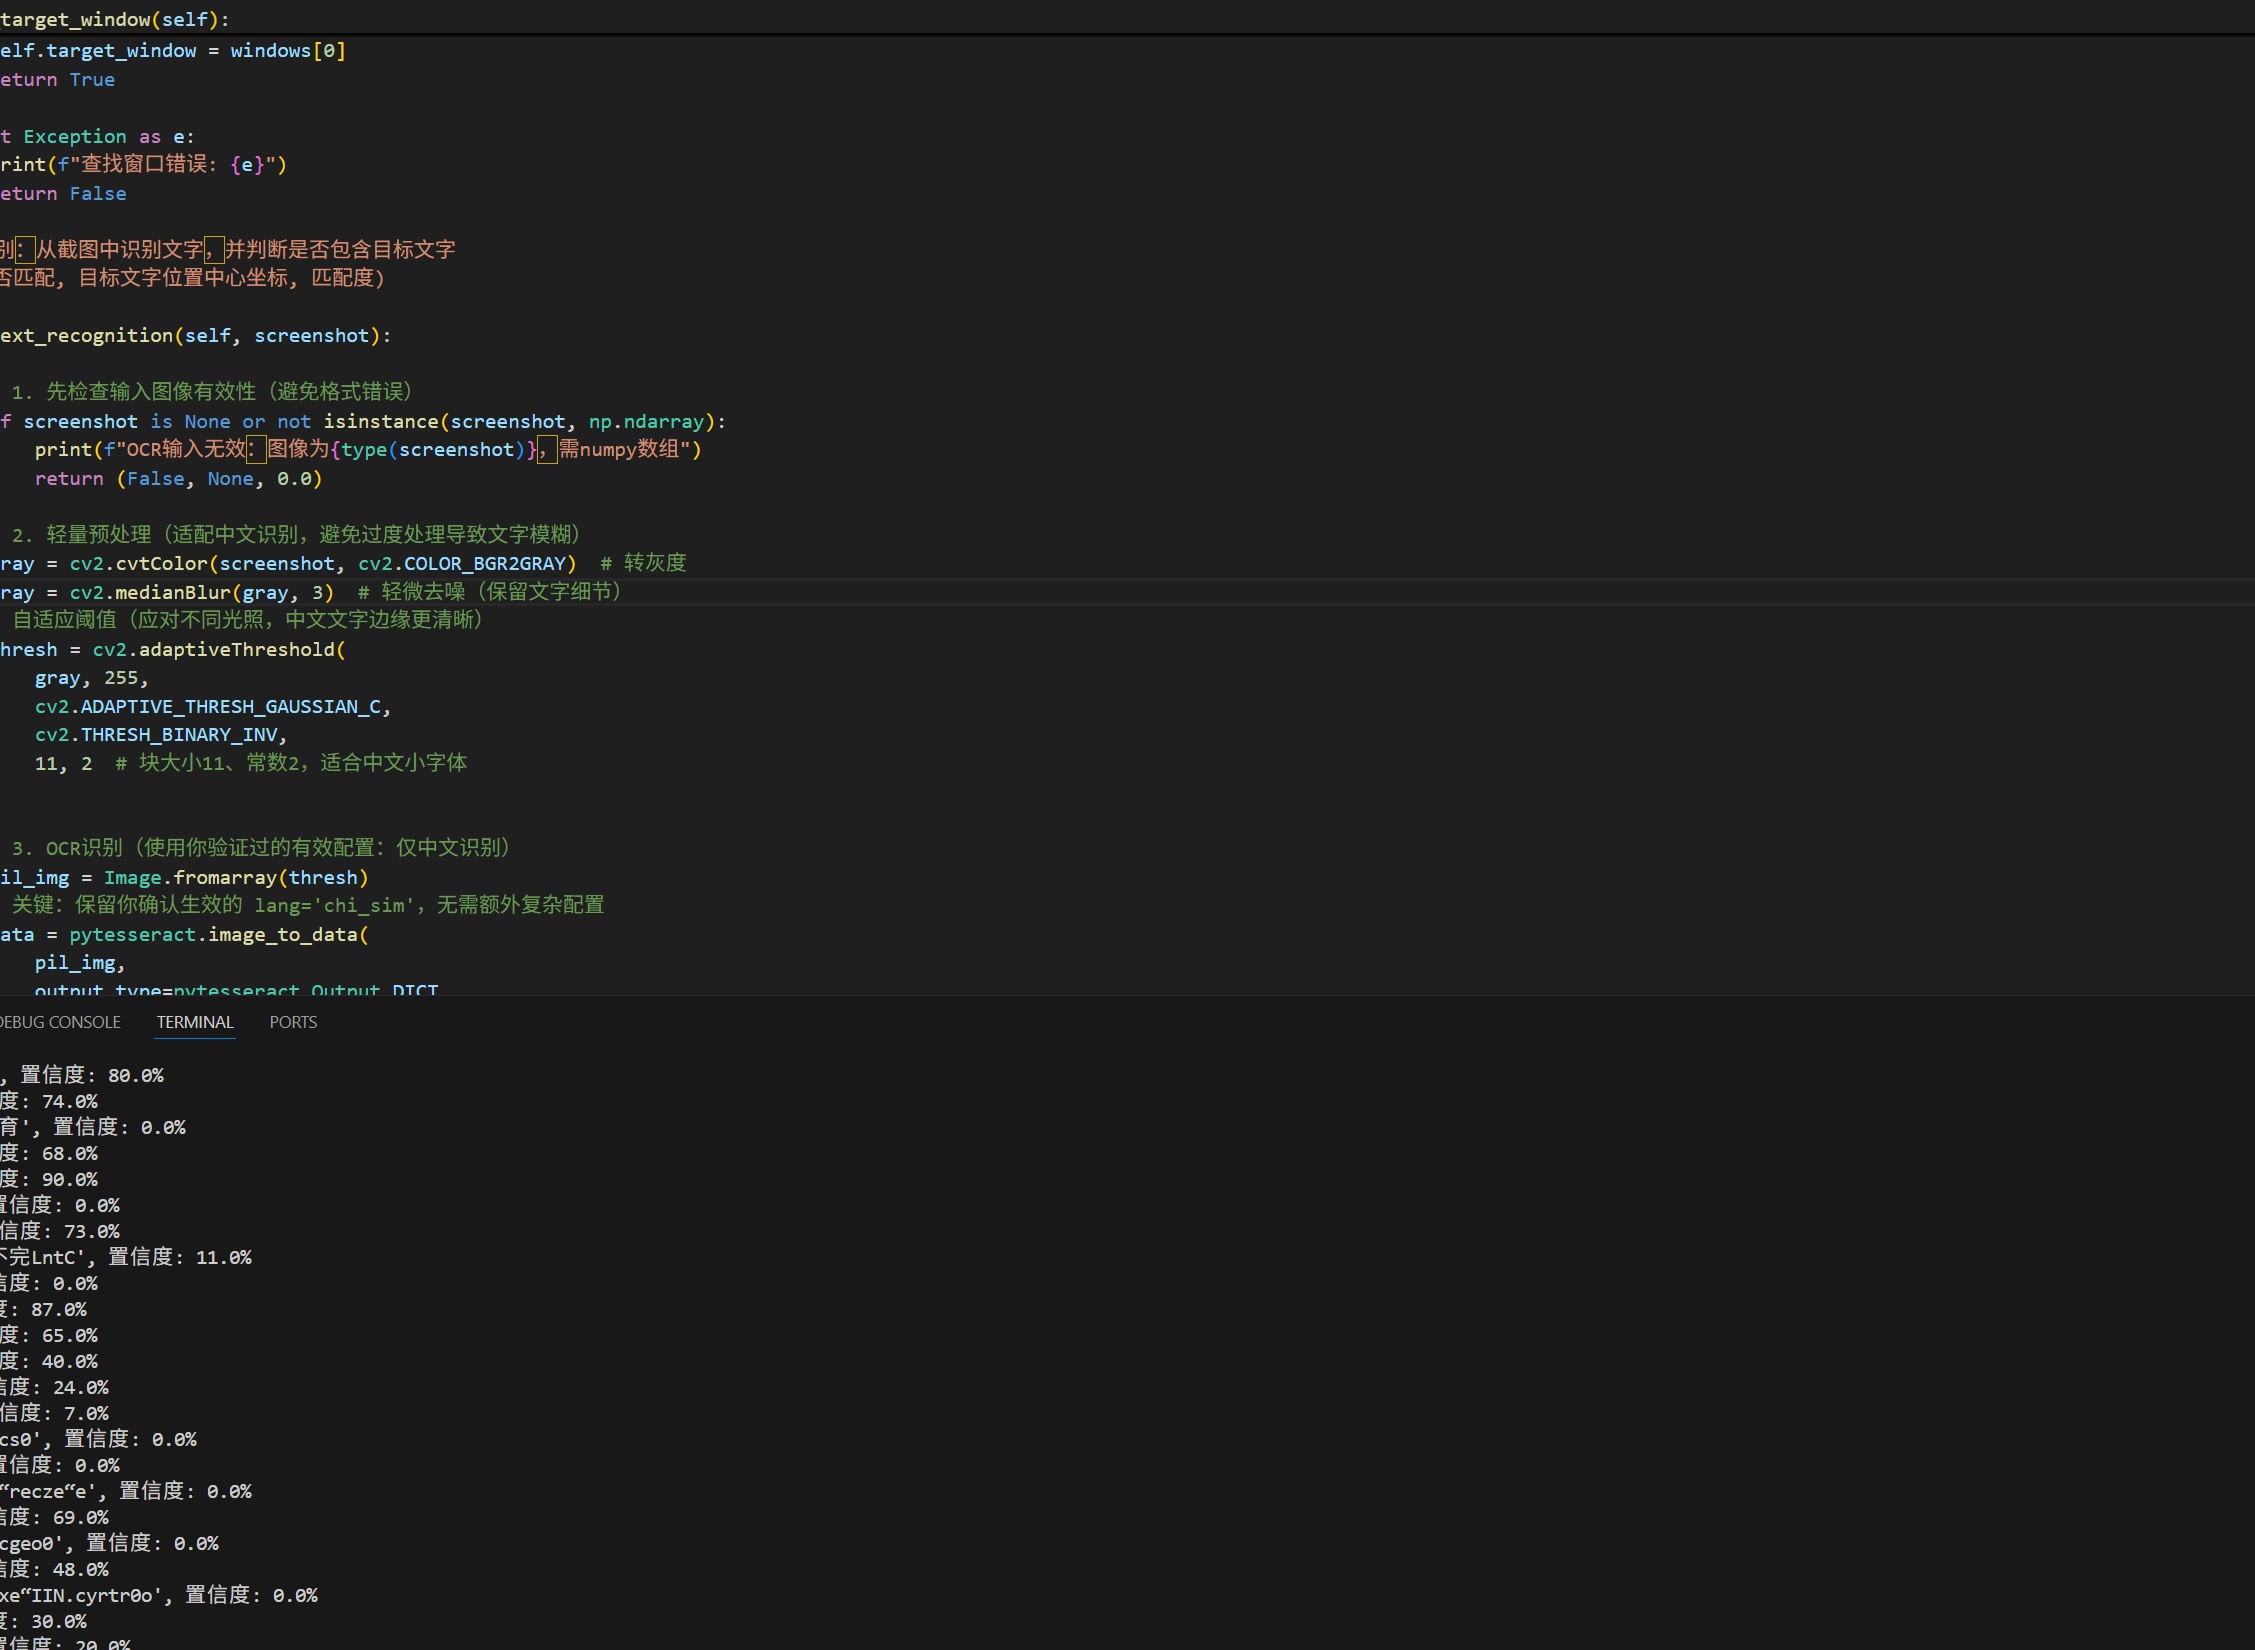 target_window(self):
elf.target_window = windows[0]
eturn True
t Exception as e:
rint(f"查找窗口错误: {e}")
eturn False
别：从截图中识别文字，并判断是否包含目标文字
否匹配, 目标文字位置中心坐标, 匹配度)
ext_recognition(self, screenshot):
1. 先检查输入图像有效性（避免格式错误）
f screenshot is None or not isinstance(screenshot, np.ndarray):
print(f"OCR输入无效：图像为{type(screenshot)}，需numpy数组")
return (False, None, 0.0)
2. 轻量预处理（适配中文识别，避免过度处理导致文字模糊）
ray = cv2.cvtColor(screenshot, cv2.COLOR_BGR2GRAY)  # 转灰度
ray = cv2.medianBlur(gray, 3)  # 轻微去噪（保留文字细节）
自适应阈值（应对不同光照，中文文字边缘更清晰）
hresh = cv2.adaptiveThreshold(
gray, 255,
cv2.ADAPTIVE_THRESH_GAUSSIAN_C,
cv2.THRESH_BINARY_INV,
11, 2  # 块大小11、常数2，适合中文小字体
3. OCR识别（使用你验证过的有效配置：仅中文识别）
il_img = Image.fromarray(thresh)
关键：保留你确认生效的 lang='chi_sim'，无需额外复杂配置
ata = pytesseract.image_to_data(
pil_img,
output_type=pytesseract.Output.DICT
DEBUG CONSOLE TERMINAL PORTS
, 置信度: 80.0%
度: 74.0%
育', 置信度: 0.0%
度: 68.0%
度: 90.0%
置信度: 0.0%
信度: 73.0%
不完LntC', 置信度: 11.0%
信度: 0.0%
度: 87.0%
度: 65.0%
度: 40.0%
信度: 24.0%
信度: 7.0%
cs0', 置信度: 0.0%
置信度: 0.0%
“recze“e', 置信度: 0.0%
信度: 69.0%
cgeo0', 置信度: 0.0%
信度: 48.0%
xe“IIN.cyrtr0o', 置信度: 0.0%
度: 30.0%
置信度: 20.0%